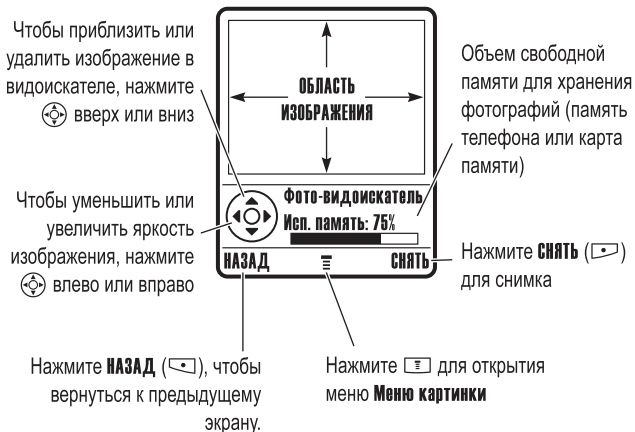 Чтобы приблизить или
удалить изображение в
видоискателе, нажмите
вверх или вниз
Чтобы уменьшить или
увеличить яркость
изображения, нажмите
влево или вправо
ОБЛАСТЬ
ИЗОБРАЖЕНИЯ
Фото-видоискатель
Исп. память: 75%
НАЗАД
СНЯТЬ
Объем свободной
памяти для хранения
фотографий (память
телефона или карта
памяти)
Нажмите СНЯТЬ ( )
для снимка
Нажмите НАЗАД ( ), чтобы
вернуться к предыдущему
экрану.
Нажмите для открытия
меню Меню картинки